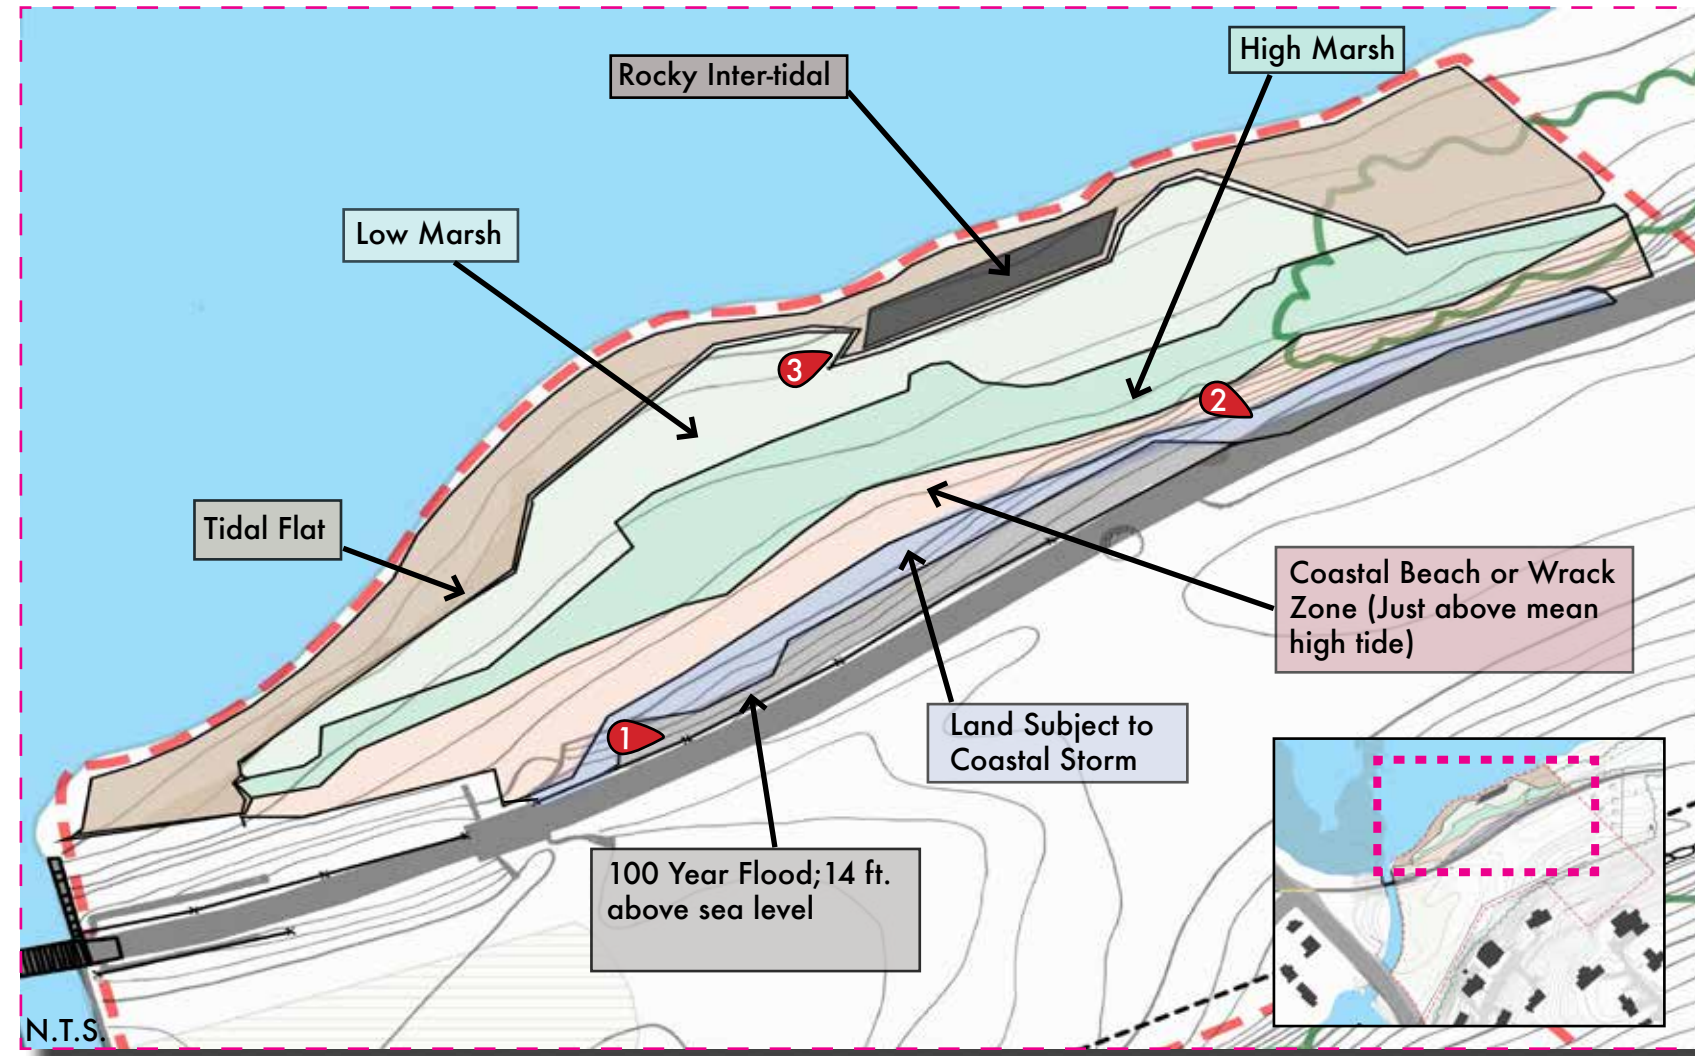 High Marsh
Rocky Inter-tidal
Low Marsh
3
2
Tidal Flat
Coastal Beach or Wrack
Zone (Just above mean
high tide)
1
Land Subject to
Coastal Storm
100 Year Flood;14 ft.
above sea level
N.T.S.